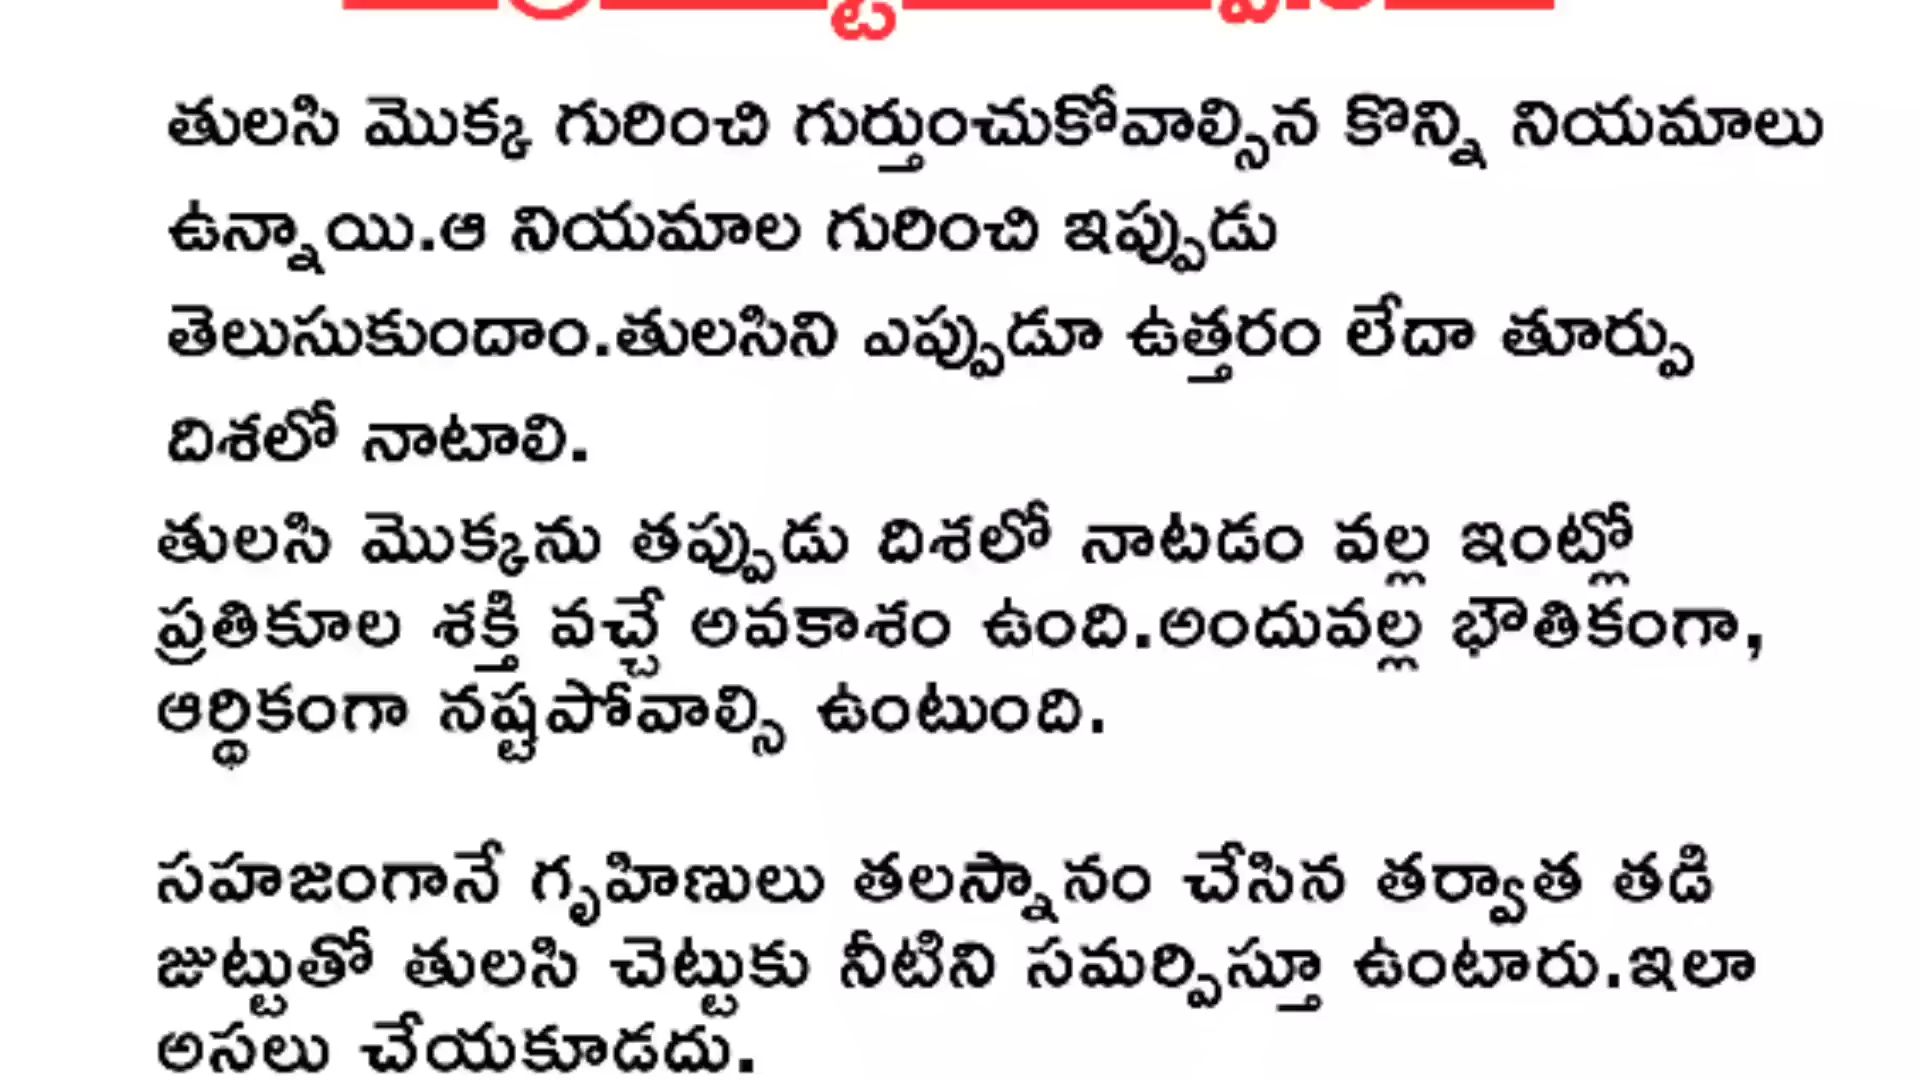 తులసి మొక్క గురించి గుర్తుంచుకోవాల్సిన కొన్ని నియమాలు
ఉన్నాయి.ఆ నియమాల గురించి ఇప్పుడు
తెలుసుకుందాం.తులసిని ఎప్పుడూ ఉత్తరం లేదా తూర్పు
దిశలో నాటాలి.
తులసి మొక్కను తప్పుడు దిశలో నాటడం వల్ల ఇంట్లో
ప్రతికూల శక్తి వచ్చే అవకాశం ఉంది.అందువల్ల భౌతికంగా,
ఆర్థికంగా నష్టపోవాల్సి ఉంటుంది.
సహజంగానే గృహిణులు తలస్నానం చేసిన తర్వాత తడి
జుట్టుతో తులసి చెట్టుకు నీటిని సమర్పిస్తూ ఉంటారు.ఇలా
అసలు చేయకూడదు.